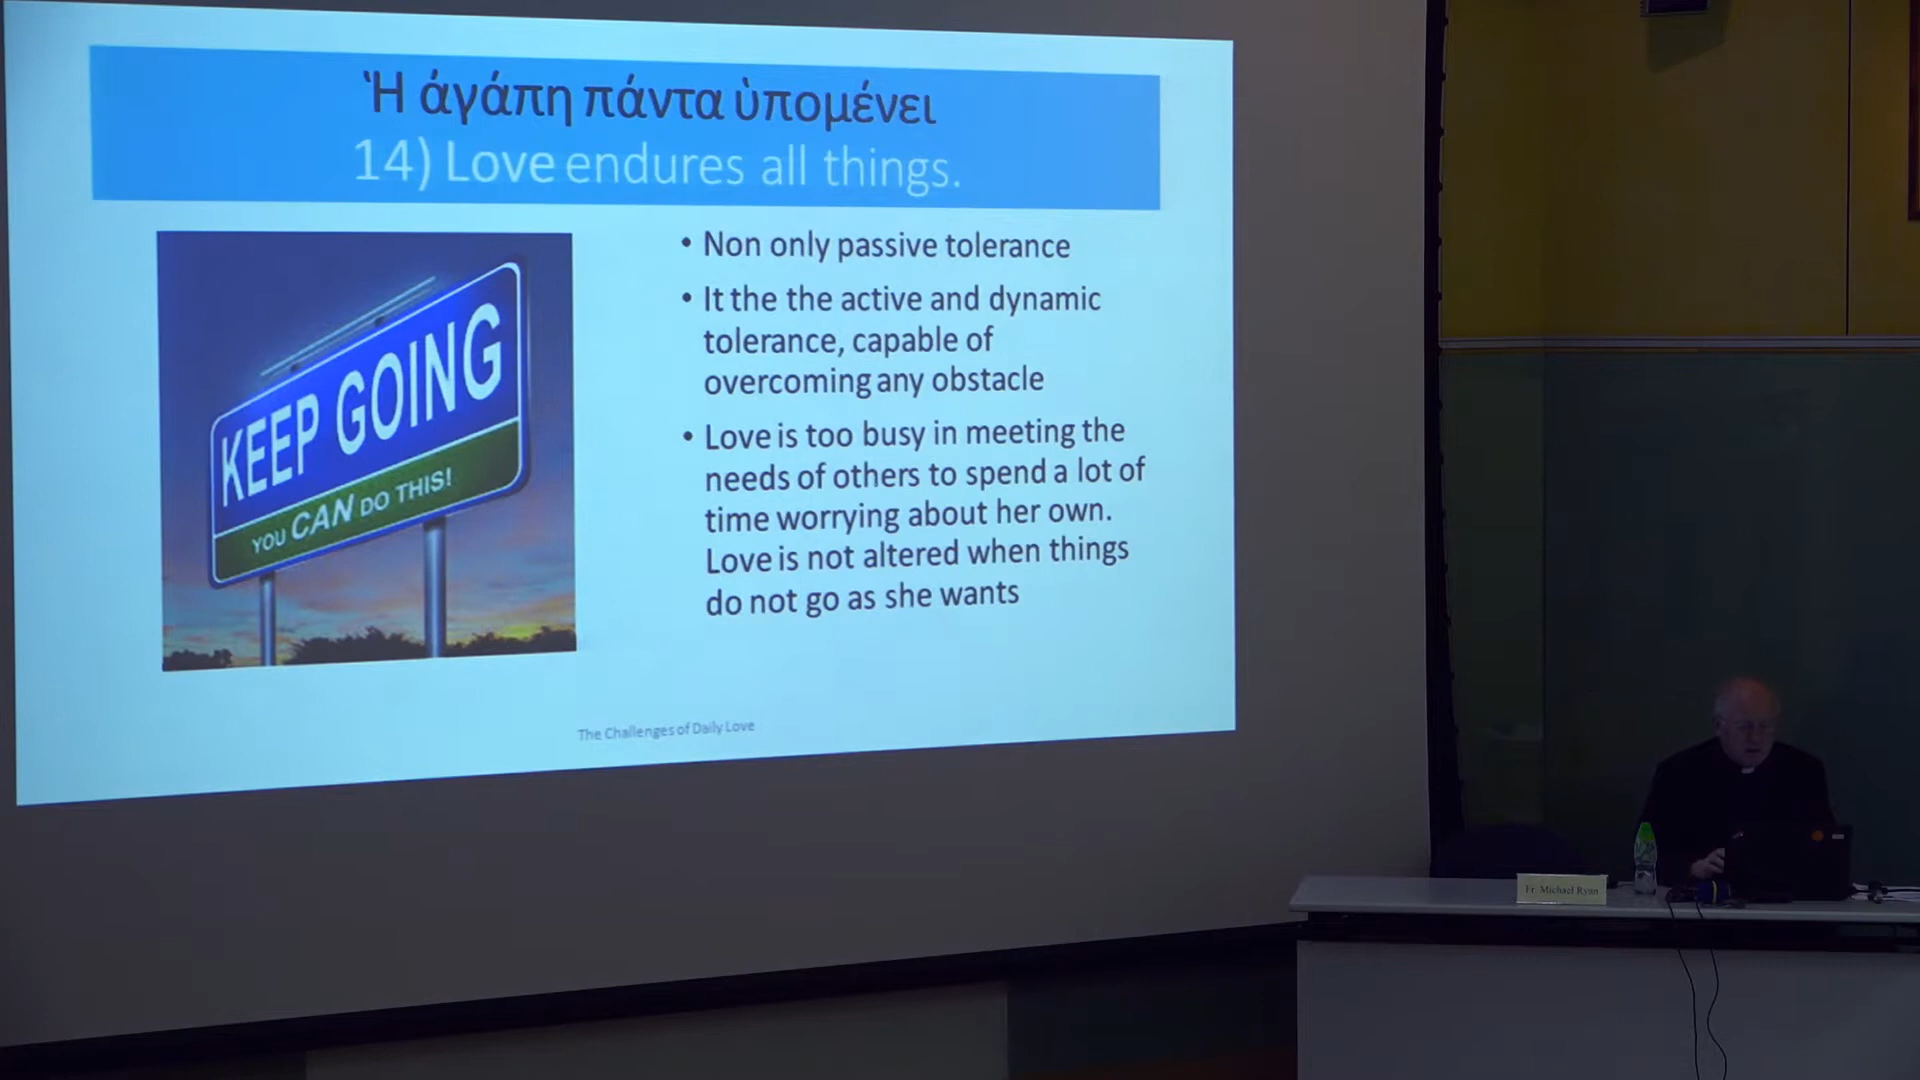 Ἡ ἀγάπη πάντα ὑπομένει
14) Love endures all things.
KEEP GOING
YOU CAN DO THIS!
• Non only passive tolerance
• It the the active and dynamic
tolerance, capable of
overcoming any obstacle
• Love is too busy in meeting the
needs of others to spend a lot of
time worrying about her own.
Love is not altered when things
do not go as she wants
The Challenges of Daily Love
Fr. Michael Ryan